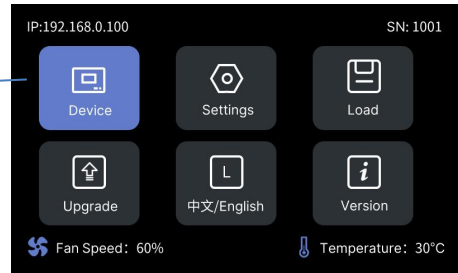 IP:192.168.0.100 SN: 1001
Device Settings Load
L
Upgrade 中文/English Version
Fan Speed: 60% Temperature: 30°C